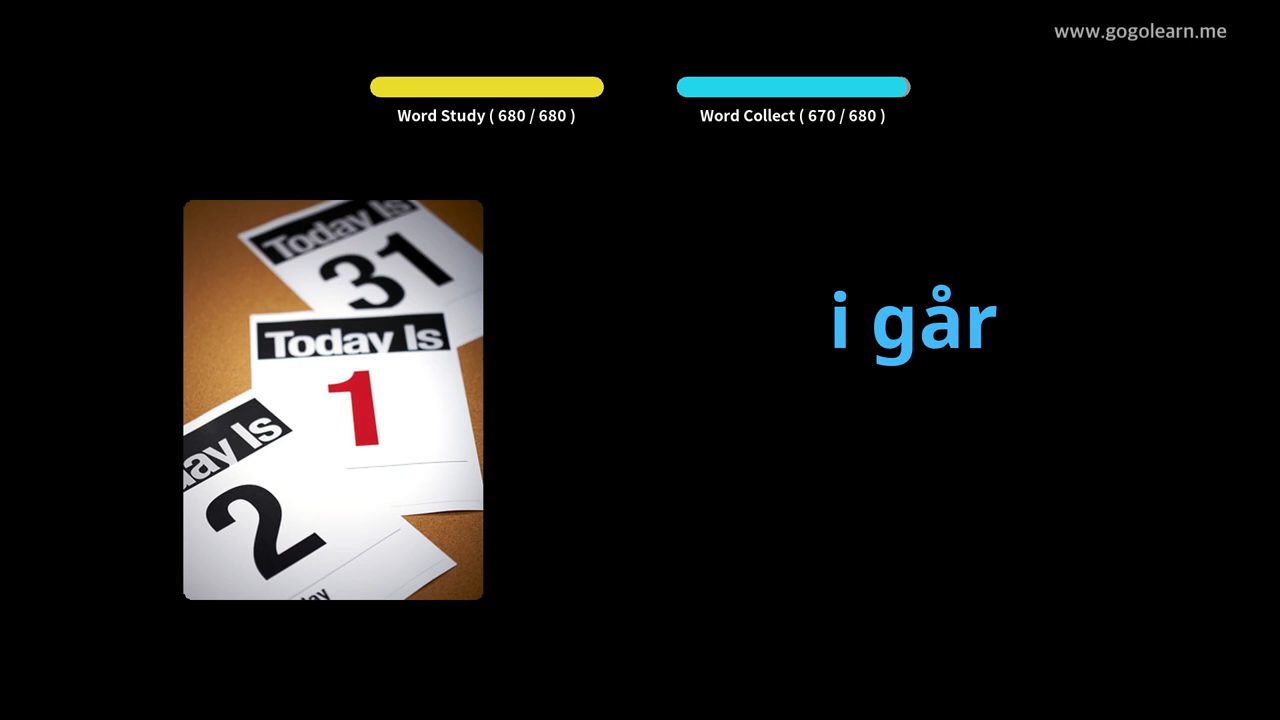 www.gogolearn.me
Word Study ( 680 / 680 )
Word Collect ( 670 / 680 )
Today Is
31
Today Is
1
ay Is
2
ay
i går